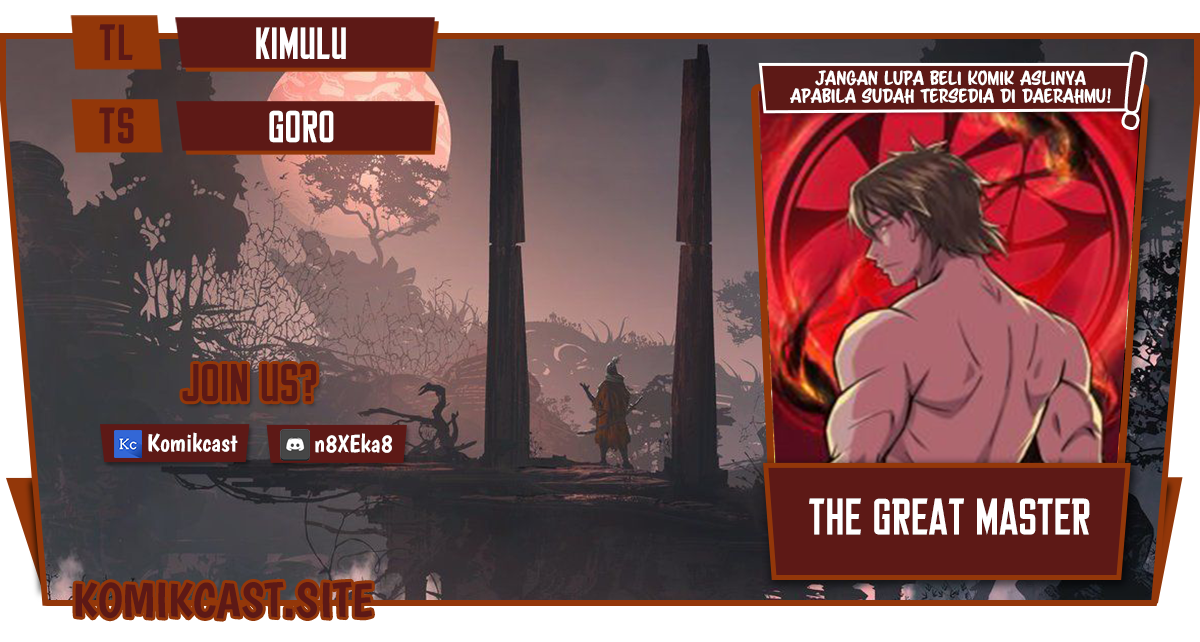 TL KIMULU
TS GORO
JANGAN LUPA BELI KOMIK ASLINYA
APABILA SUDAH TERSEDIA DI DAERAHMU!
JOIN US?
Kc Komikcast n8XEka8
THE GREAT MASTER
KOMIKCAST.SITE